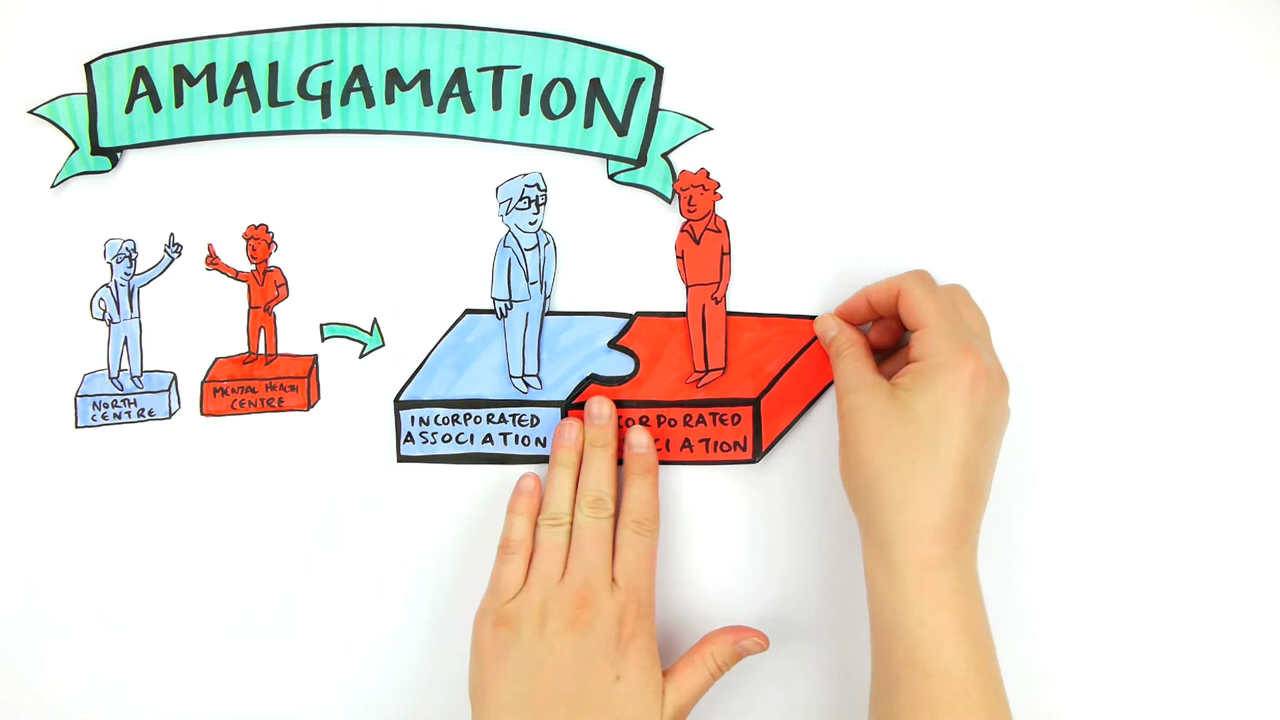 AMALGAMATION
NORTH
CENTRE
MENTAL HEALTH
CENTRE
INCORPORATED
ASSOCIATION